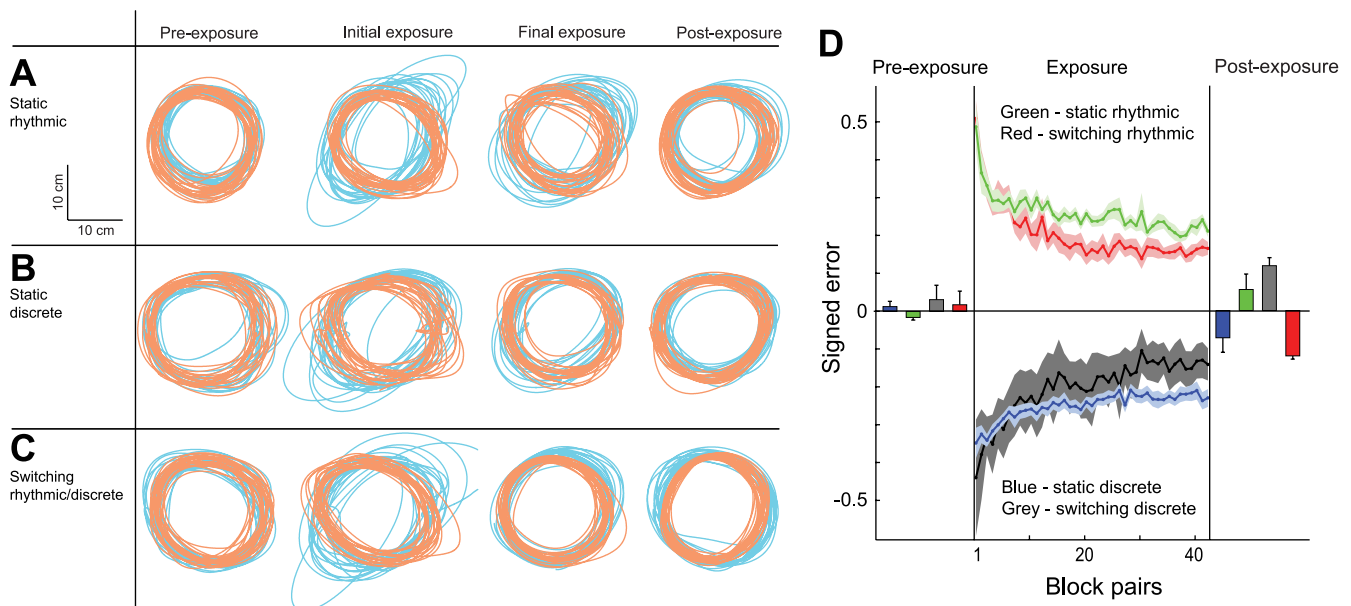 Pre-exposure
Initial exposure
Final exposure
Post-exposure
A
Static
rhythmic
10 cm
10 cm
B
Static
discrete
C
Switching
rhythmic/discrete
D
Pre-exposure
Exposure
Post-exposure
Green - static rhythmic
Red - switching rhythmic
Signed error
0.5
0
-0.5
Blue - static discrete
Grey - switching discrete
1
20
40
Block pairs